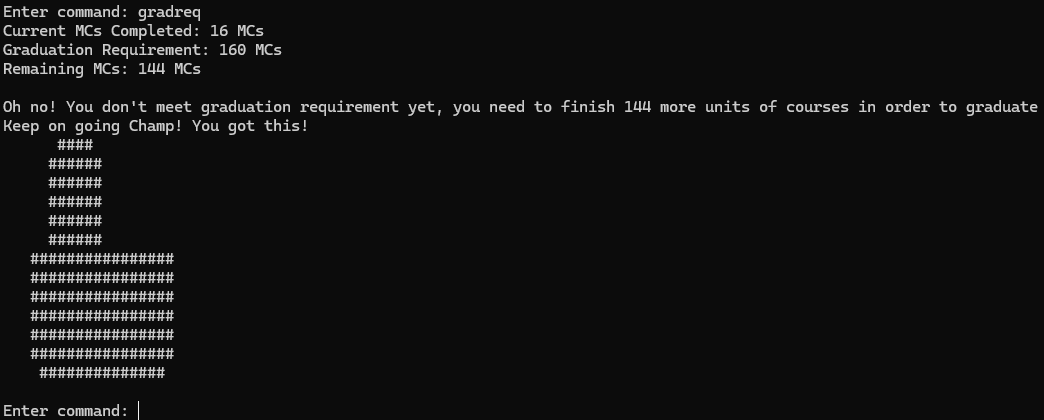 Enter command: gradreq
Current MCs Completed: 16 MCs
Graduation Requirement: 160 MCs
Remaining MCs: 144 MCs

Oh no! You don't meet graduation requirement yet, you need to finish 144 more units of courses in order to graduate
Keep on going Champ! You got this!
      ####
     ######
     ######
     ######
     ######
     ######
   ################
   ################
   ################
   ################
   ################
   ################
    ##############

Enter command: